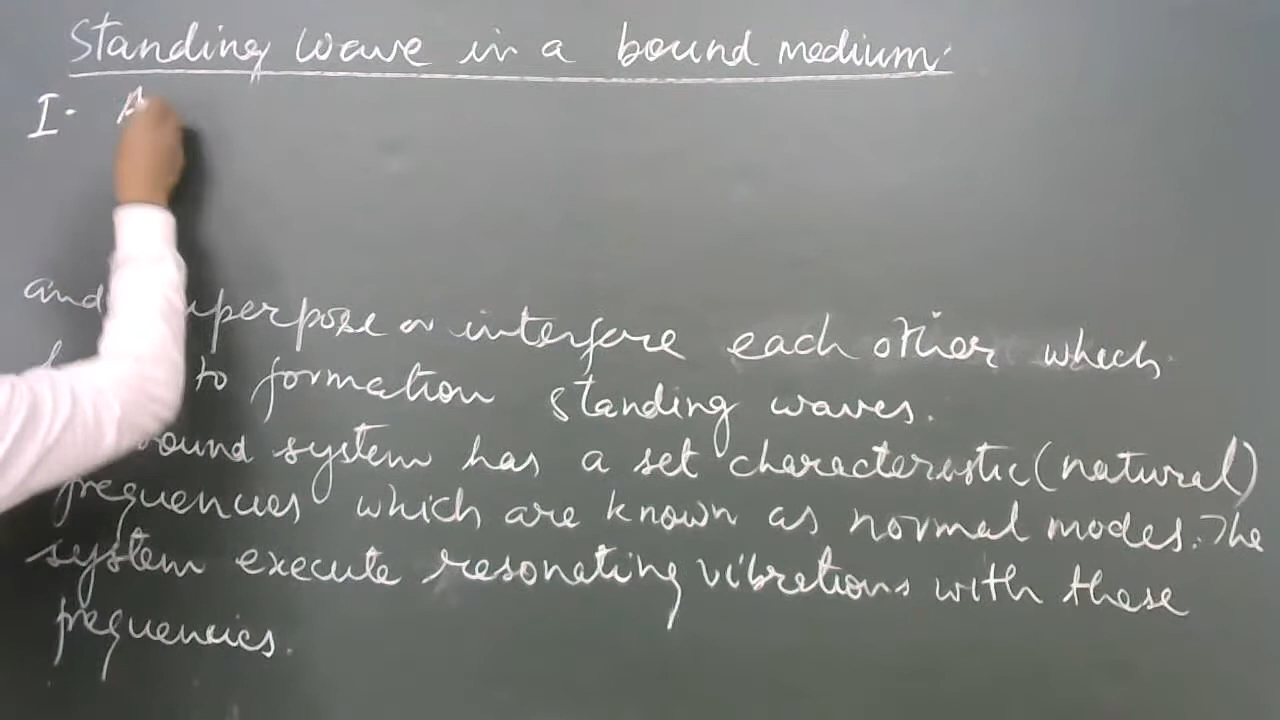 Standing wave in a bound medium.
I. A
and superpose or interfere each other which
to formation standing waves.
bound system has a set characteristic (natural)
frequencies which are known as normal modes. The
system execute resonating vibrations with these
frequencies.